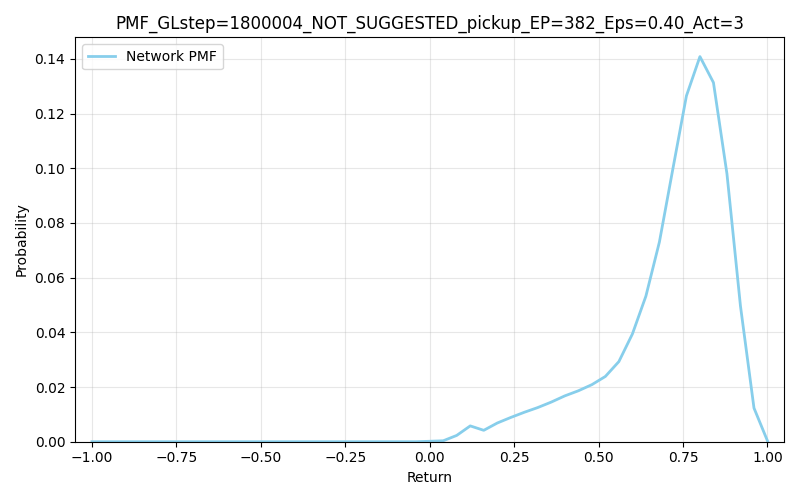 PMF_GLstep=1800004_NOT_SUGGESTED_pickup_EP=382_Eps=0.40_Act=3
Network PMF
0.14
0.12
0.10
0.08
0.06
0.04
0.02
0.00
Probability
−1.00 −0.75 −0.50 −0.25 0.00 0.25 0.50 0.75 1.00
Return